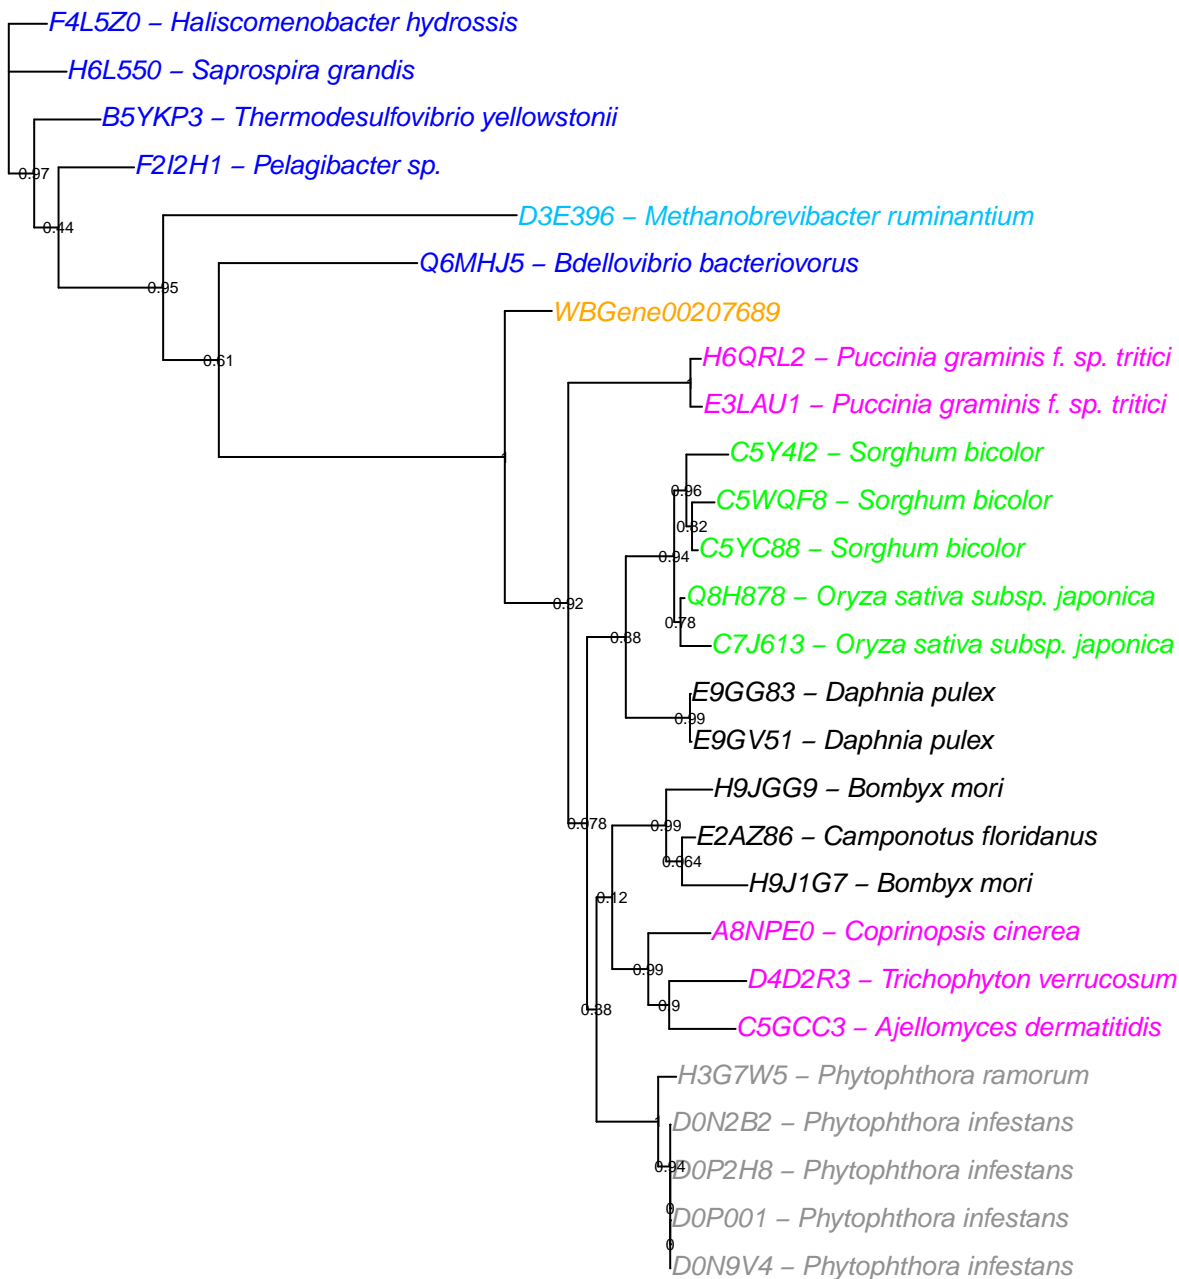 F4L5Z0 − Haliscomenobacter hydrossis
H6L550 − Saprospira grandis
B5YKP3 − Thermodesulfovibrio yellowstonii
F2I2H1 − Pelagibacter sp.
0.97
D3E396 − Methanobrevibacter ruminantium
0.44
Q6MHJ5 − Bdellovibrio bacteriovorus
0.95
WBGene00207689
H6QRL2 − Puccinia graminis f. sp. tritici
0.61
1
E3LAU1 − Puccinia graminis f. sp. tritici
C5Y4I2 − Sorghum bicolor
1
0.96
C5WQF8 − Sorghum bicolor
0.82
C5YC88 − Sorghum bicolor
0.94
Q8H878 − Oryza sativa subsp. japonica
0.92
0.78
C7J613 − Oryza sativa subsp. japonica
0.88
E9GG83 − Daphnia pulex
0.99
E9GV51 − Daphnia pulex
H9JGG9 − Bombyx mori
0.078
0.99
E2AZ86 − Camponotus floridanus
0.064
H9J1G7 − Bombyx mori
0.12
A8NPE0 − Coprinopsis cinerea
0.99
D4D2R3 − Trichophyton verrucosum
0.9
0.38
C5GCC3 − Ajellomyces dermatitidis
H3G7W5 − Phytophthora ramorum
1
D0N2B2 − Phytophthora infestans
0.94
D0P2H8 − Phytophthora infestans
0
D0P001 − Phytophthora infestans
0
D0N9V4 − Phytophthora infestans